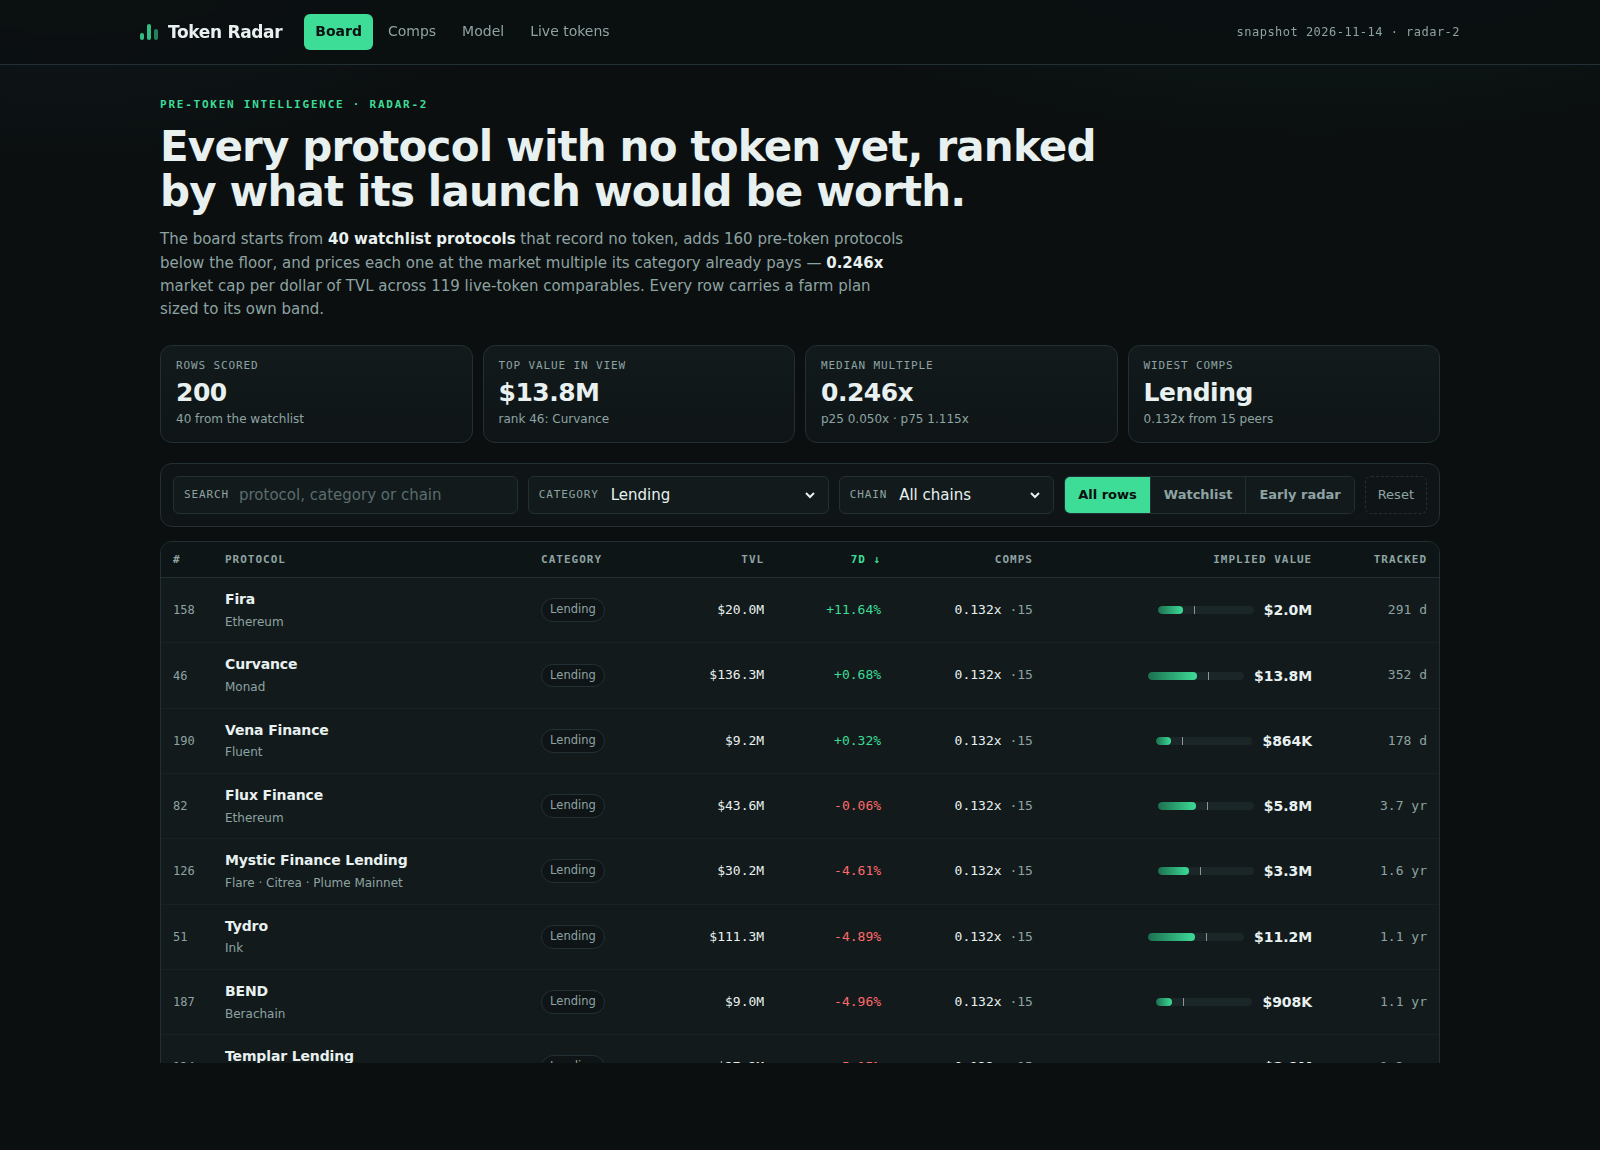 Token Radar Board Comps Model Live tokens snapshot 2026-11-14 · radar-2
PRE-TOKEN INTELLIGENCE · RADAR-2
Every protocol with no token yet, ranked
by what its launch would be worth.
The board starts from 40 watchlist protocols that record no token, adds 160 pre-token protocols
below the floor, and prices each one at the market multiple its category already pays — 0.246x
market cap per dollar of TVL across 119 live-token comparables. Every row carries a farm plan
sized to its own band.
ROWS SCORED
200
40 from the watchlist
TOP VALUE IN VIEW
$13.8M
rank 46: Curvance
MEDIAN MULTIPLE
0.246x
p25 0.050x · p75 1.115x
WIDEST COMPS
Lending
0.132x from 15 peers
SEARCH protocol, category or chain CATEGORY Lending CHAIN All chains All rows Watchlist Early radar Reset
# PROTOCOL CATEGORY TVL 7D ↓ COMPS IMPLIED VALUE TRACKED
158 Fira Lending $20.0M +11.64% 0.132x ·15 $2.0M 291 d
Ethereum
46 Curvance Lending $136.3M +0.68% 0.132x ·15 $13.8M 352 d
Monad
190 Vena Finance Lending $9.2M +0.32% 0.132x ·15 $864K 178 d
Fluent
82 Flux Finance Lending $43.6M -0.06% 0.132x ·15 $5.8M 3.7 yr
Ethereum
126 Mystic Finance Lending Lending $30.2M -4.61% 0.132x ·15 $3.3M 1.6 yr
Flare · Citrea · Plume Mainnet
51 Tydro Lending $111.3M -4.89% 0.132x ·15 $11.2M 1.1 yr
Ink
187 BEND Lending $9.0M -4.96% 0.132x ·15 $908K 1.1 yr
Berachain
Templar Lending